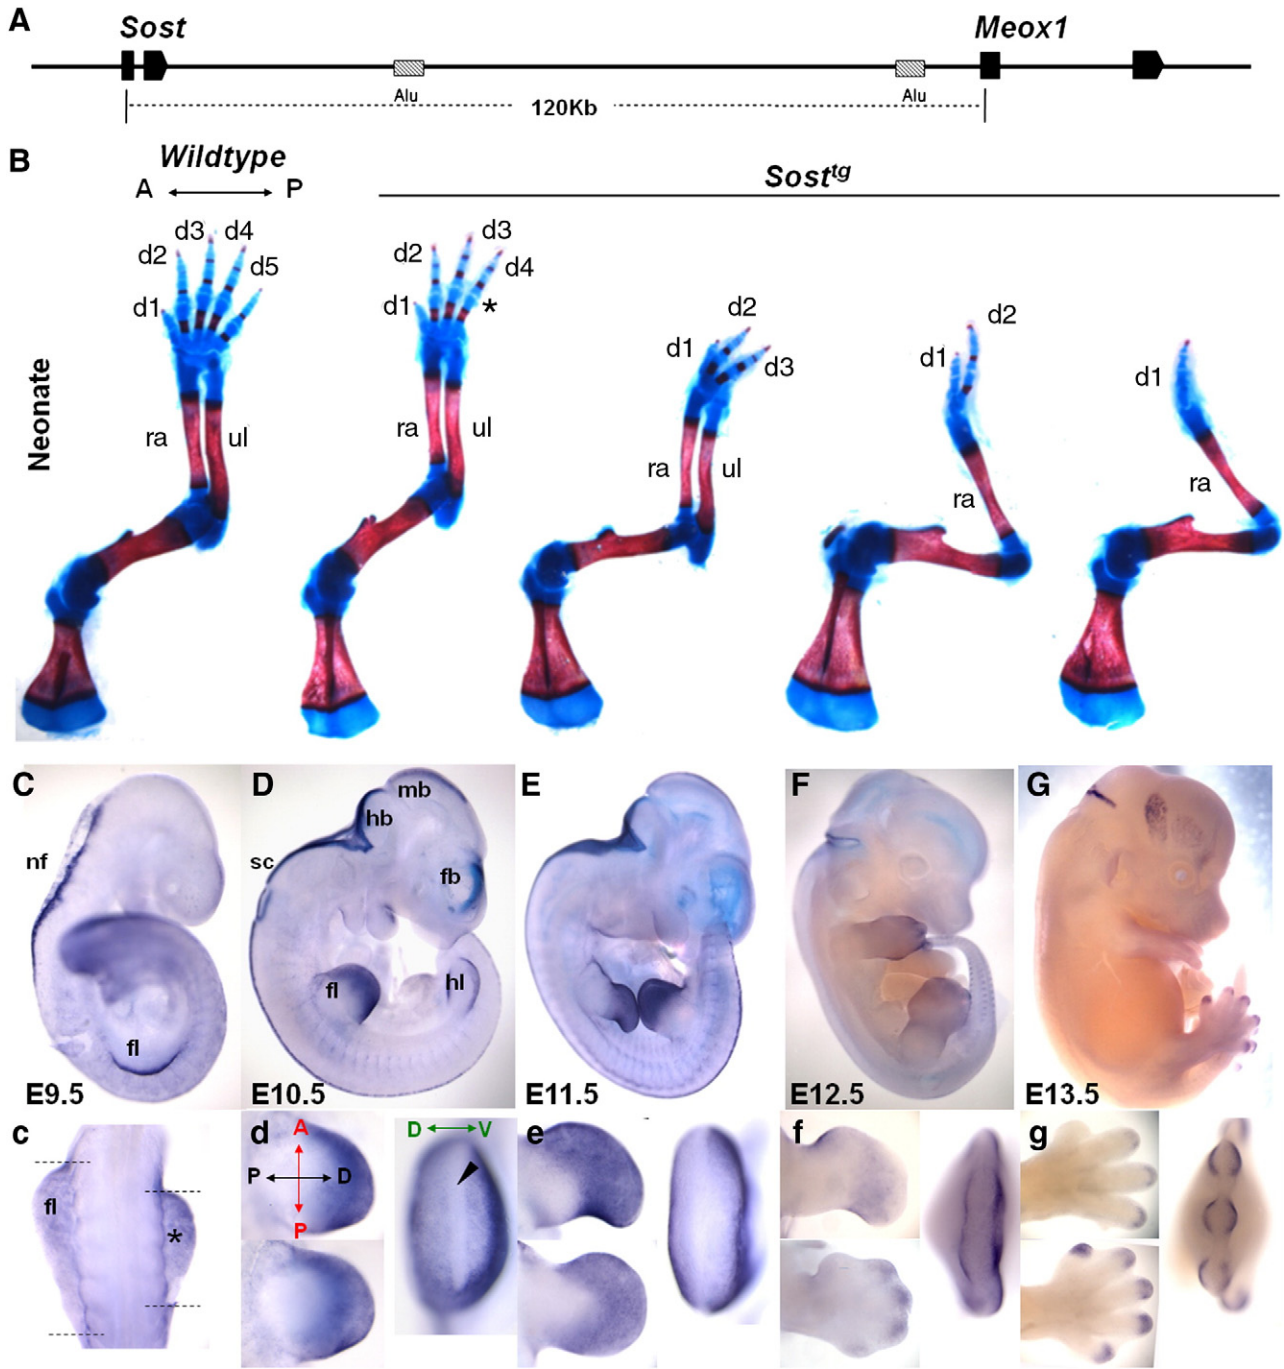 A
Sost Meox1
Alu Alu
120Kb
B
Wildtype
A P
Sost^tg
Neonate
d1 d2 d3 d4 d5
ra ul
d1 d2 d3 d4
*
ra ul
d1 d2 d3
ra ul
d1 d2
ra
d1
ra
C
nf
fl
E9.5
D
mb
hb
sc
fb
fl
hl
E10.5
E
E11.5
F
E12.5
G
E13.5
c
fl
*
d
A
P D
P
D V
e
f
g